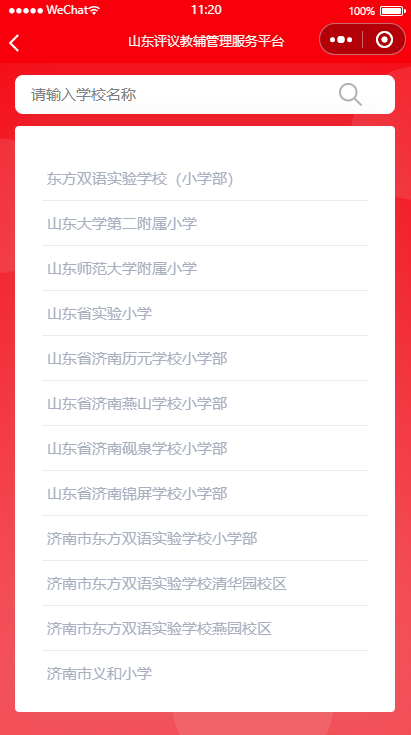 WeChat 11:20 100%
山东评议教辅管理服务平台
请输入学校名称
东方双语实验学校（小学部）
山东大学第二附属小学
山东师范大学附属小学
山东省实验小学
山东省济南历元学校小学部
山东省济南燕山学校小学部
山东省济南砚泉学校小学部
山东省济南锦屏学校小学部
济南市东方双语实验学校小学部
济南市东方双语实验学校清华园校区
济南市东方双语实验学校燕园校区
济南市义和小学